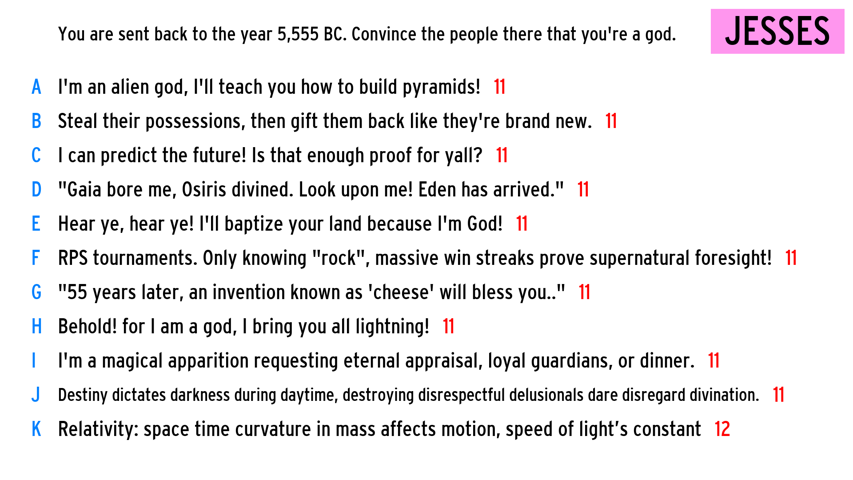 You are sent back to the year 5,555 BC. Convince the people there that you're a god.
JESSES
A I'm an alien god, I'll teach you how to build pyramids! 11
B Steal their possessions, then gift them back like they're brand new. 11
C I can predict the future! Is that enough proof for yall? 11
D "Gaia bore me, Osiris divined. Look upon me! Eden has arrived." 11
E Hear ye, hear ye! I'll baptize your land because I'm God! 11
F RPS tournaments. Only knowing "rock", massive win streaks prove supernatural foresight! 11
G "55 years later, an invention known as 'cheese' will bless you.." 11
H Behold! for I am a god, I bring you all lightning! 11
I I'm a magical apparition requesting eternal appraisal, loyal guardians, or dinner. 11
J Destiny dictates darkness during daytime, destroying disrespectful delusionals dare disregard divination. 11
K Relativity: space time curvature in mass affects motion, speed of light’s constant 12